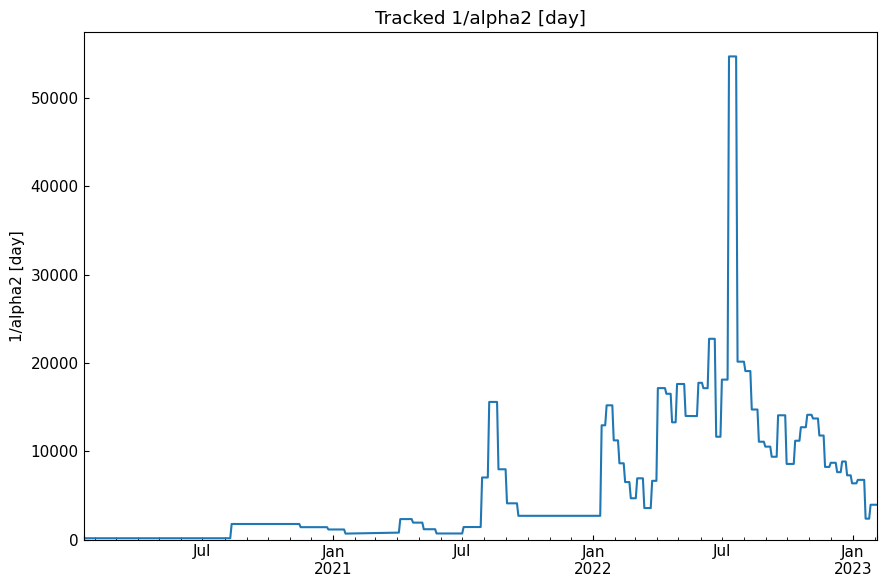 Tracked 1/alpha2 [day]
1/alpha2 [day]
50000
40000
30000
20000
10000
0
Jul
Jan
2021
Jul
Jan
2022
Jul
Jan
2023